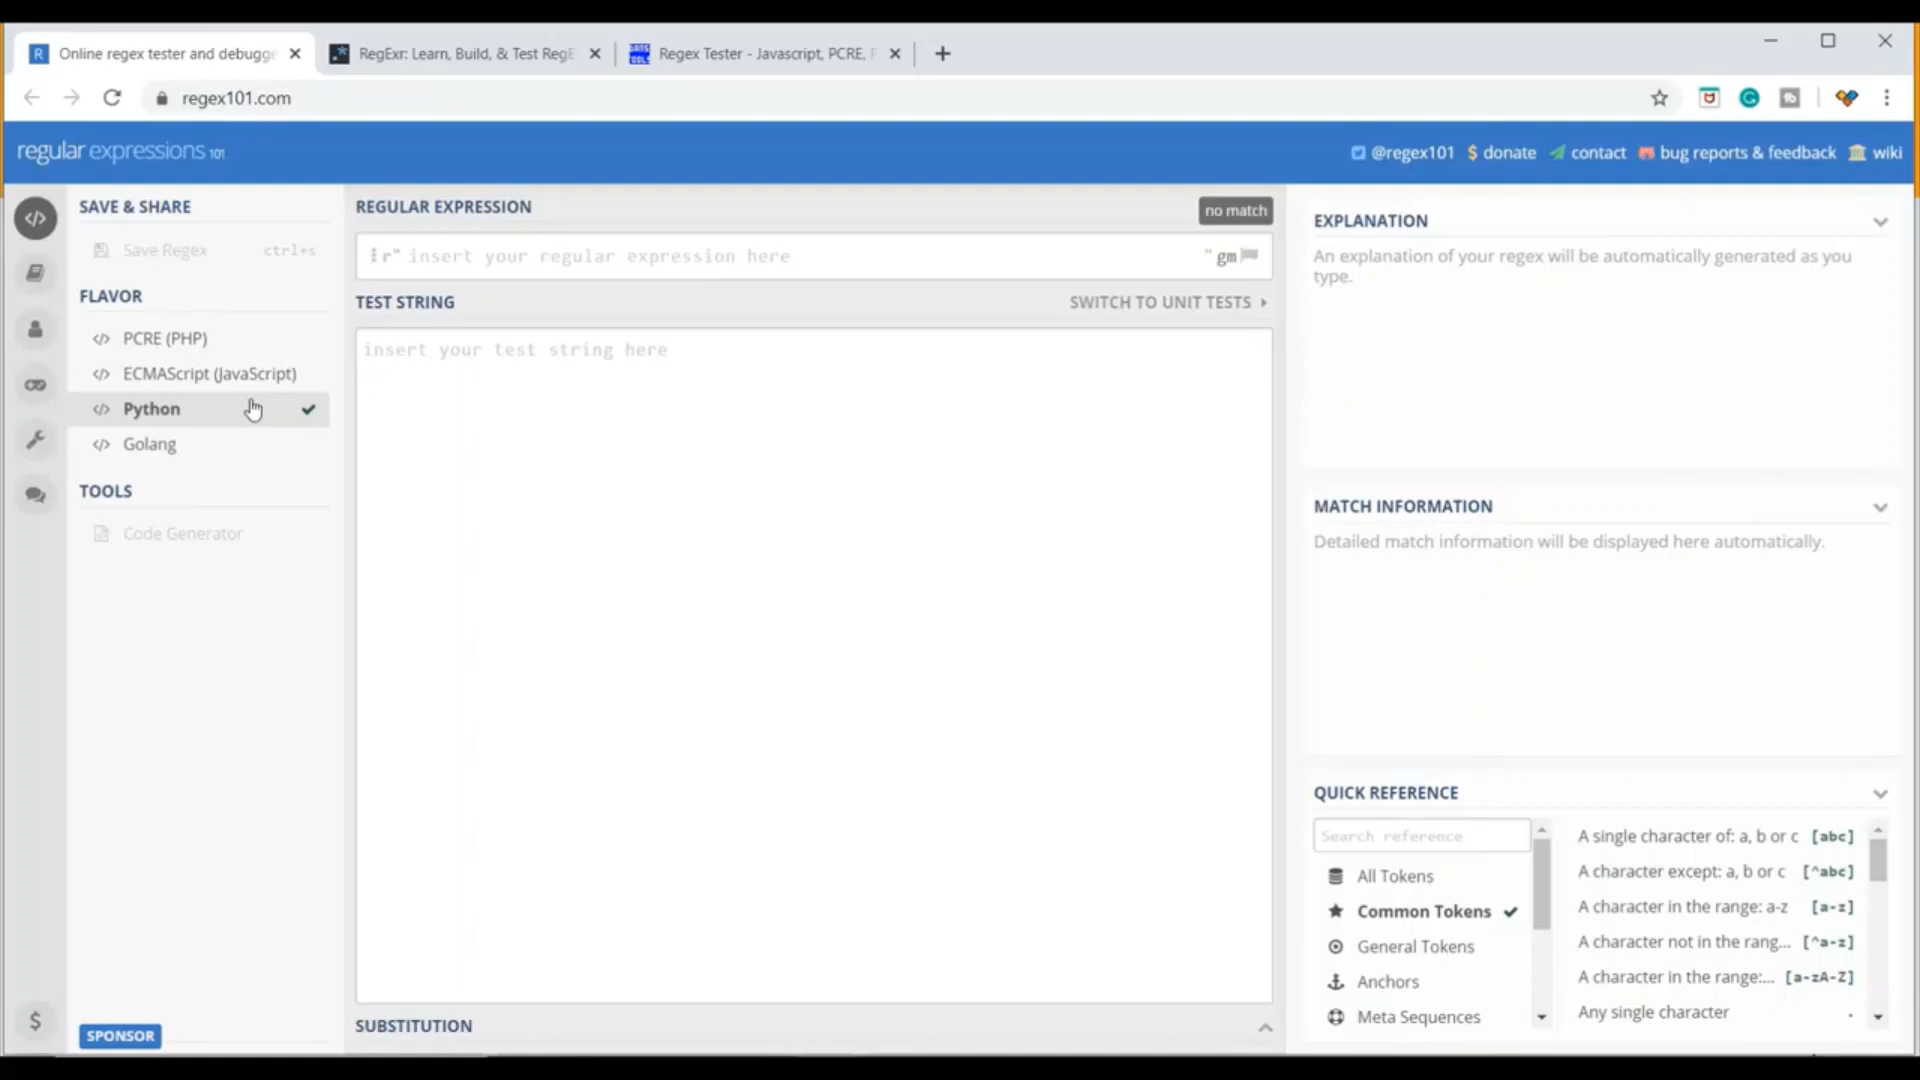 Online regex tester and debugge
RegExr: Learn, Build, & Test RegE
Regex Tester - Javascript, PCRE, P
regex101.com
regular expressions 101
@regex101
$ donate
contact
bug reports & feedback
wiki
SAVE & SHARE
Save Regex ctrl+s
FLAVOR
</> PCRE (PHP)
</> ECMAScript (JavaScript)
</> Python
</> Golang
TOOLS
Code Generator
$
SPONSOR
REGULAR EXPRESSION
no match
r" insert your regular expression here " gm
TEST STRING
SWITCH TO UNIT TESTS
insert your test string here
SUBSTITUTION
EXPLANATION
An explanation of your regex will be automatically generated as you
type.
MATCH INFORMATION
Detailed match information will be displayed here automatically.
QUICK REFERENCE
Search reference
All Tokens
Common Tokens
General Tokens
Anchors
Meta Sequences
A single character of: a, b or c [abc]
A character except: a, b or c [^abc]
A character in the range: a-z [a-z]
A character not in the rang... [^a-z]
A character in the range:... [a-zA-Z]
Any single character .